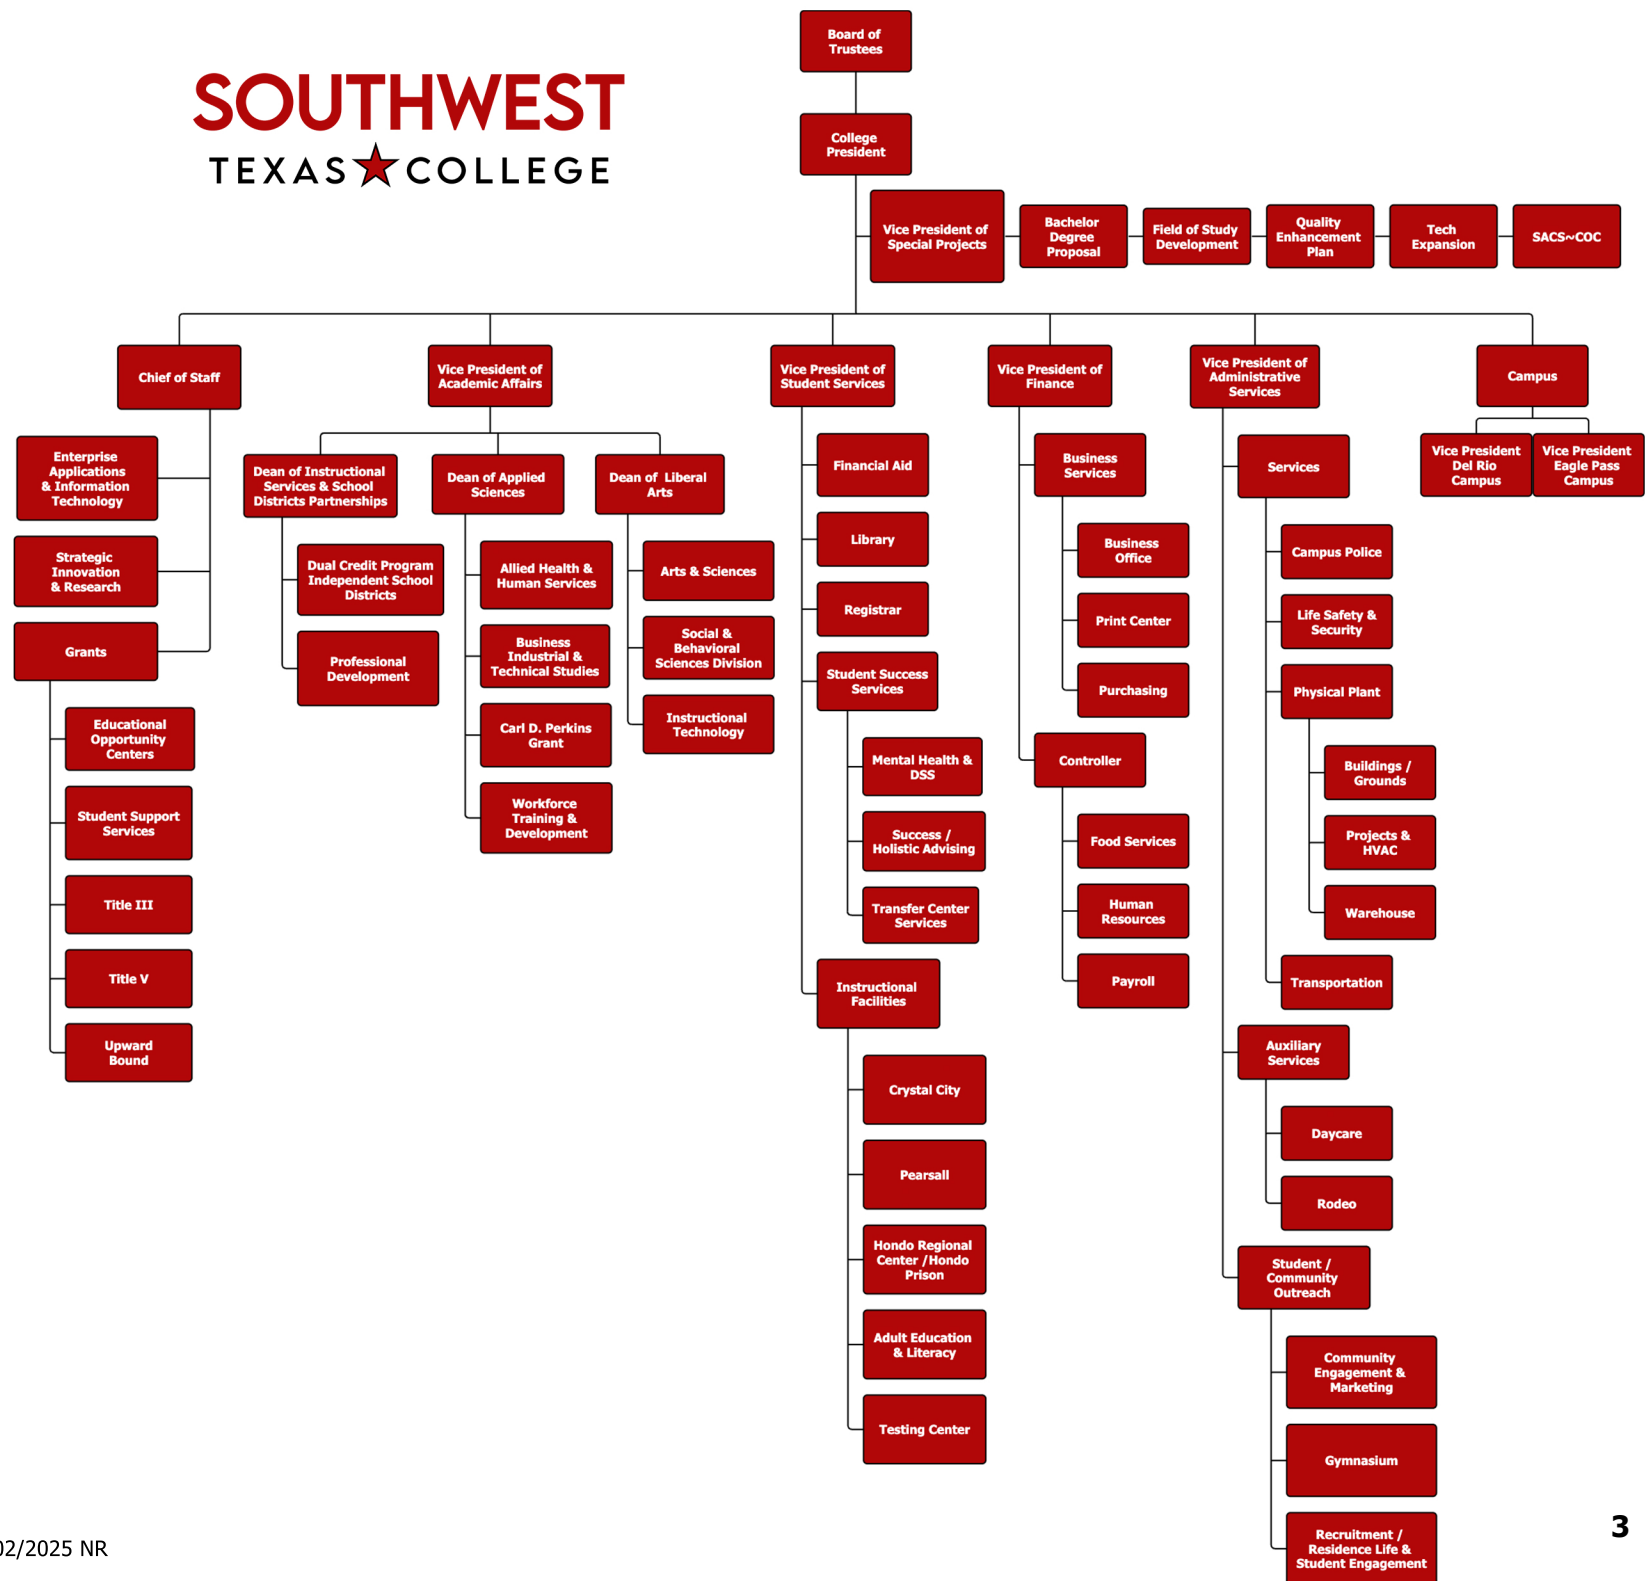 Board of
Trustees
SOUTHWEST
TEXAS COLLEGE
College
President
Vice President of
Special Projects
Bachelor
Degree
Proposal
Field of Study
Development
Quality
Enhancement
Plan
Tech
Expansion
SACS~COC
Chief of Staff
Enterprise
Applications
& Information
Technology
Strategic
Innovation
& Research
Grants
Educational
Opportunity
Centers
Student Support
Services
Title III
Title V
Upward
Bound
Vice President of
Academic Affairs
Dean of Instructional
Services & School
Districts Partnerships
Dual Credit Program
Independent School
Districts
Professional
Development
Dean of Applied
Sciences
Allied Health &
Human Services
Business
Industrial &
Technical Studies
Carl D. Perkins
Grant
Workforce
Training &
Development
Dean of Liberal
Arts
Arts & Sciences
Social &
Behavioral
Sciences Division
Instructional
Technology
Vice President of
Student Services
Financial Aid
Library
Registrar
Student Success
Services
Mental Health &
DSS
Success /
Holistic Advising
Transfer Center
Services
Instructional
Facilities
Crystal City
Pearsall
Hondo Regional
Center /Hondo
Prison
Adult Education
& Literacy
Testing Center
Vice President of
Finance
Business
Services
Business
Office
Print Center
Purchasing
Controller
Food Services
Human
Resources
Payroll
Vice President of
Administrative
Services
Services
Campus Police
Life Safety &
Security
Physical Plant
Buildings /
Grounds
Projects &
HVAC
Warehouse
Transportation
Auxiliary
Services
Daycare
Rodeo
Student /
Community
Outreach
Community
Engagement &
Marketing
Gymnasium
Recruitment /
Residence Life &
Student Engagement
Campus
Vice President
Del Rio
Campus
Vice President
Eagle Pass
Campus
02/2025 NR
3